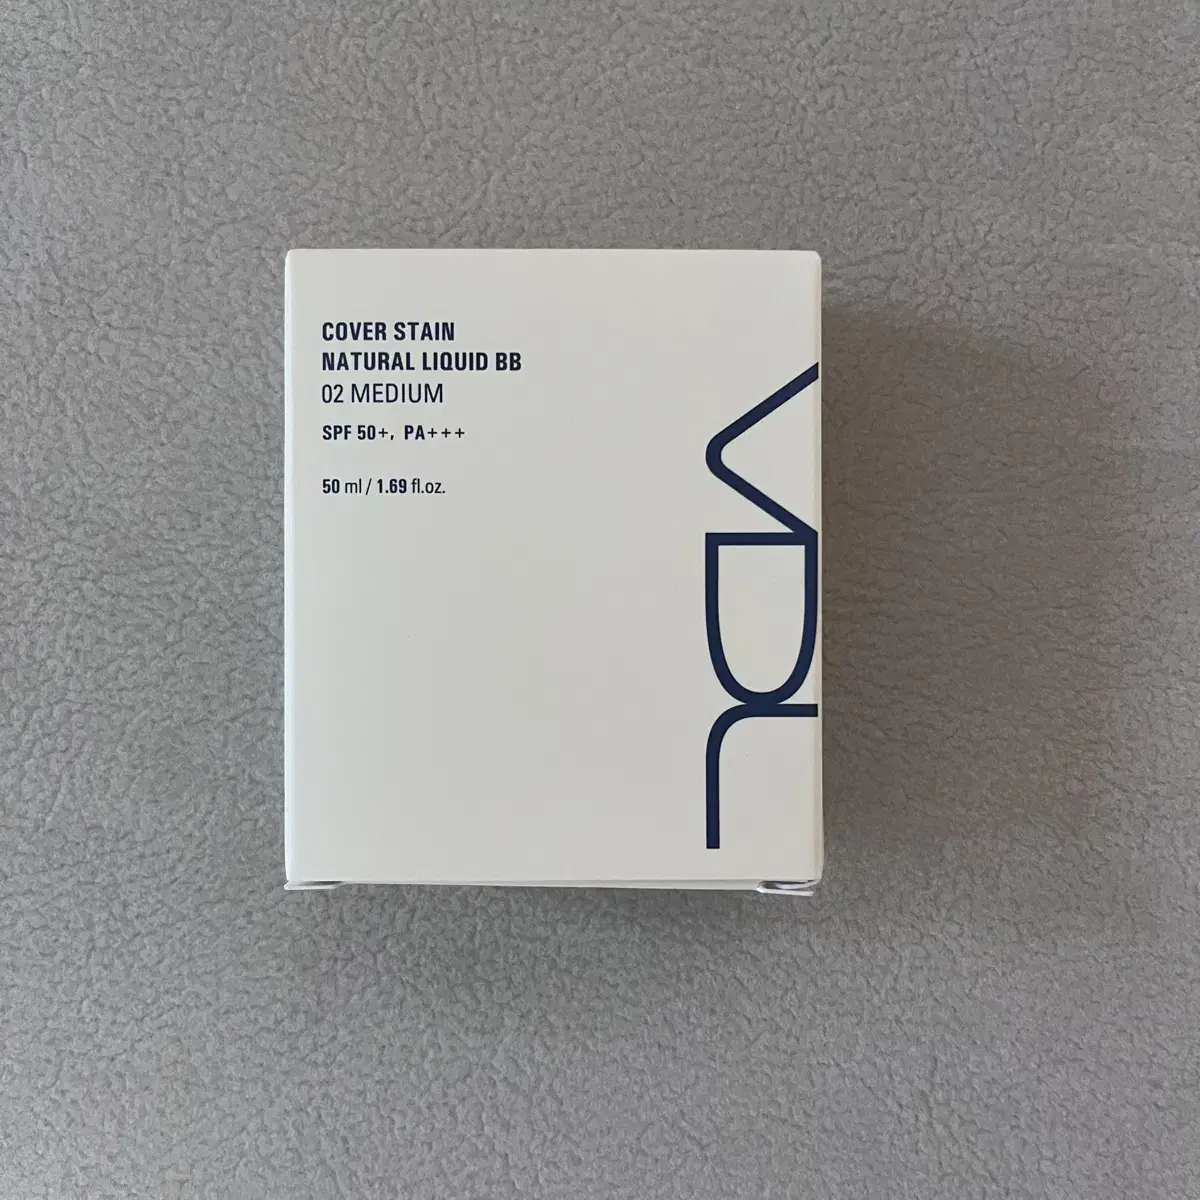 COVER STAIN
NATURAL LIQUID BB
02 MEDIUM
SPF 50+, PA+++
50 ml / 1.69 fl.oz.
VDL